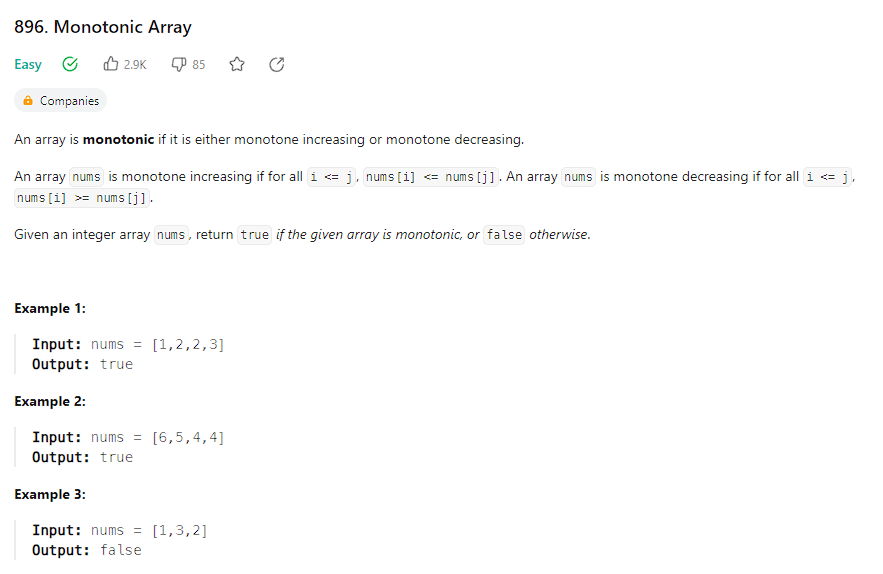 896. Monotonic Array
Easy 2.9K 85
Companies
An array is monotonic if it is either monotone increasing or monotone decreasing.
An array nums is monotone increasing if for all i <= j, nums[i] <= nums[j]. An array nums is monotone decreasing if for all i <= j,
nums[i] >= nums[j].
Given an integer array nums, return true if the given array is monotonic, or false otherwise.
Example 1:
Input: nums = [1,2,2,3]
Output: true
Example 2:
Input: nums = [6,5,4,4]
Output: true
Example 3:
Input: nums = [1,3,2]
Output: false